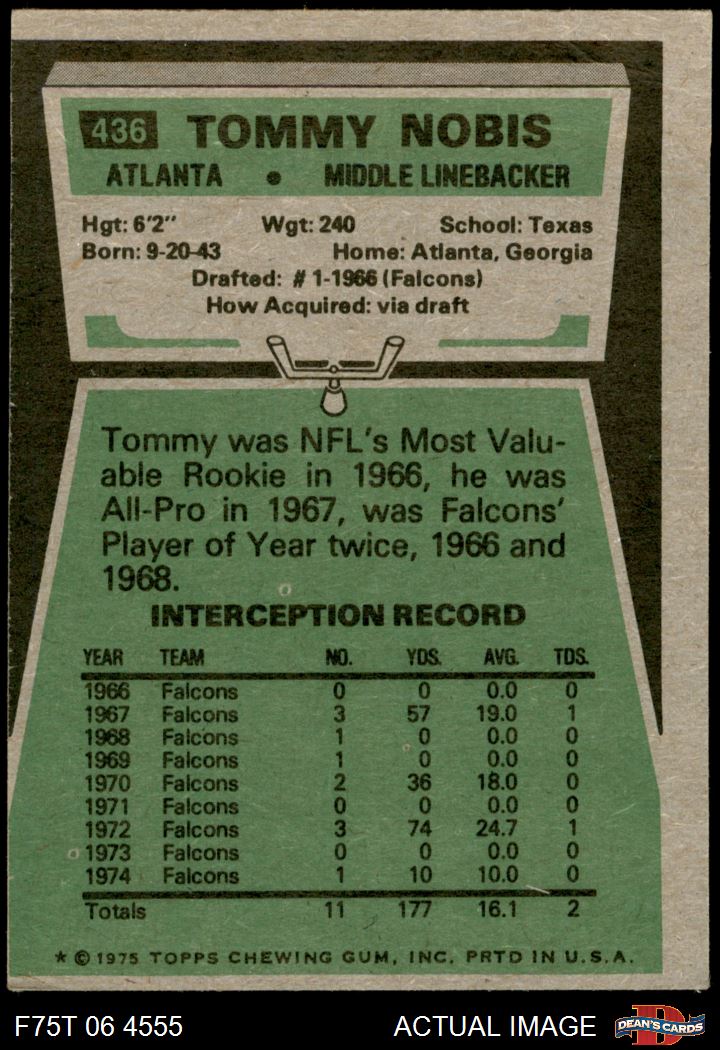 436 TOMMY NOBIS
ATLANTA • MIDDLE LINEBACKER
Hgt: 6'2" Wgt: 240 School: Texas
Born: 9-20-43 Home: Atlanta, Georgia
Drafted: #1-1966 (Falcons)
How Acquired: via draft
Tommy was NFL's Most Valu-
able Rookie in 1966, he was
All-Pro in 1967, was Falcons'
Player of Year twice, 1966 and
1968.
INTERCEPTION RECORD
YEAR TEAM NO. YDS. AVG. TDS.
1966 Falcons 0 0 0.0 0
1967 Falcons 3 57 19.0 1
1968 Falcons 1 0 0.0 0
1969 Falcons 1 0 0.0 0
1970 Falcons 2 36 18.0 0
1971 Falcons 0 0 0.0 0
1972 Falcons 3 74 24.7 1
1973 Falcons 0 0 0.0 0
1974 Falcons 1 10 10.0 0
Totals 11 177 16.1 2
* © 1975 TOPPS CHEWING GUM, INC. PRTD IN U.S.A.
F75T 06 4555 ACTUAL IMAGE D DEAN'S CARDS